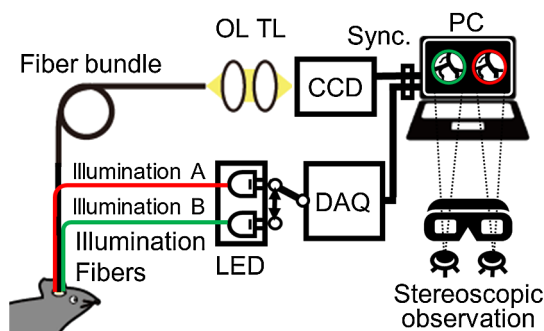 OL TL
PC
Sync.
Fiber bundle
CCD
Illumination A
Illumination B
DAQ
Illumination
Fibers
LED
Stereoscopic
observation